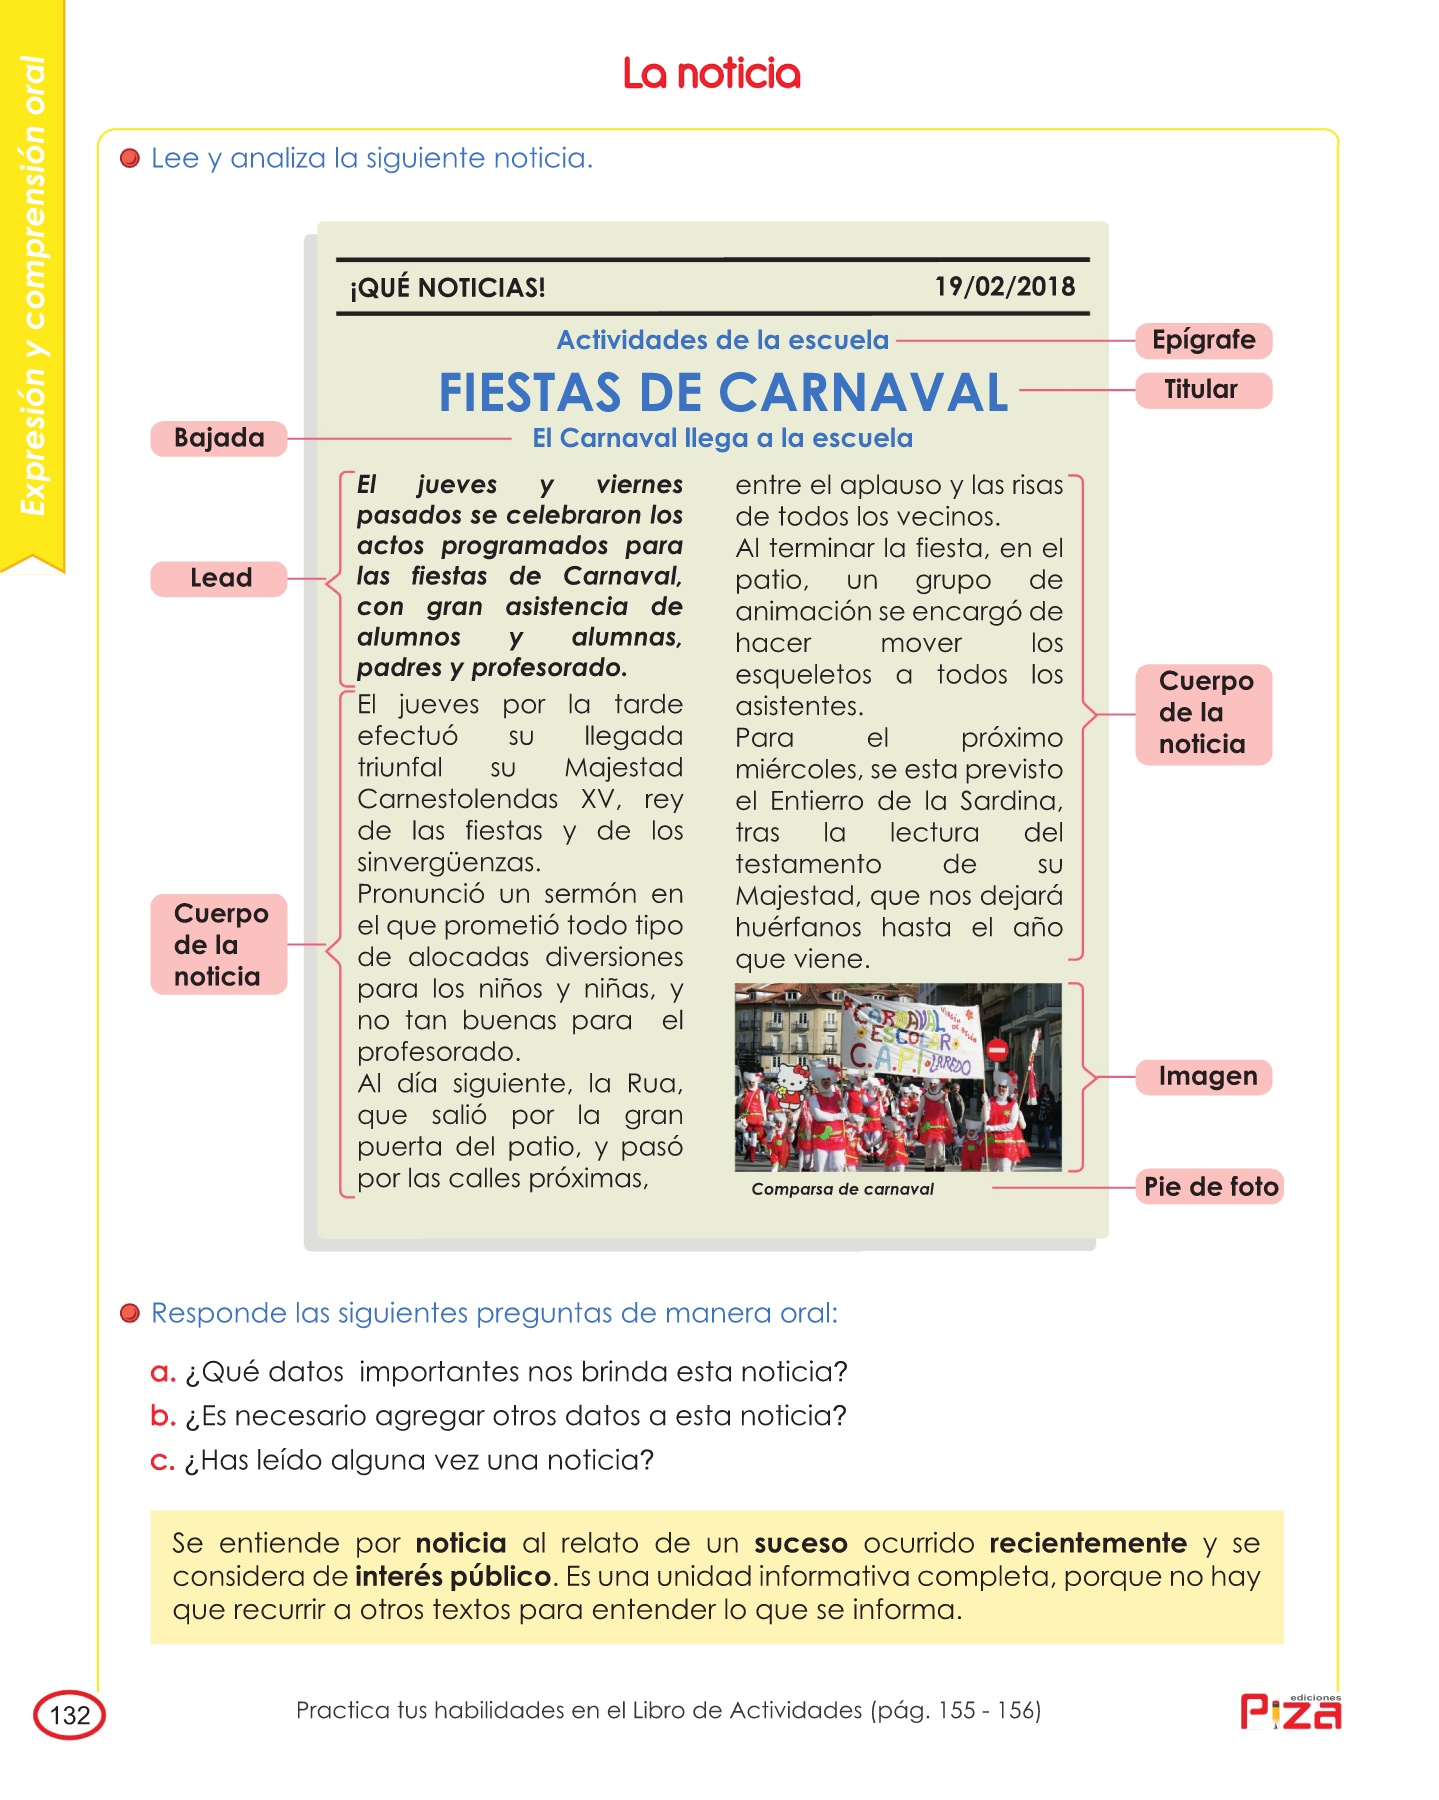 Expresión y comprensión oral
La noticia
Lee y analiza la siguiente noticia.
¡QUÉ NOTICIAS!
19/02/2018
Actividades de la escuela
Epígrafe
FIESTAS DE CARNAVAL
Titular
Bajada
El Carnaval llega a la escuela
Lead
El jueves y viernes
pasados se celebraron los
actos programados para
las fiestas de Carnaval,
con gran asistencia de
alumnos y alumnas,
padres y profesorado.
Cuerpo
de la
noticia
El jueves por la tarde
efectuó su llegada
triunfal su Majestad
Carnestolendas XV, rey
de las fiestas y de los
sinvergüenzas.
Pronunció un sermón en
el que prometió todo tipo
de alocadas diversiones
para los niños y niñas, y
no tan buenas para el
profesorado.
Al día siguiente, la Rua,
que salió por la gran
puerta del patio, y pasó
por las calles próximas,
entre el aplauso y las risas
de todos los vecinos.
Al terminar la fiesta, en el
patio, un grupo de
animación se encargó de
hacer mover los
esqueletos a todos los
asistentes.
Para el próximo
miércoles, se esta previsto
el Entierro de la Sardina,
tras la lectura del
testamento de su
Majestad, que nos dejará
huérfanos hasta el año
que viene.
Cuerpo
de la
noticia
CARNAVAL
ESCOLAR
C.A.P.I. LAREDO
VIRGEN
DE BELÉN
Imagen
Comparsa de carnaval
Pie de foto
Responde las siguientes preguntas de manera oral:
a. ¿Qué datos importantes nos brinda esta noticia?
b. ¿Es necesario agregar otros datos a esta noticia?
c. ¿Has leído alguna vez una noticia?
Se entiende por noticia al relato de un suceso ocurrido recientemente y se
considera de interés público. Es una unidad informativa completa, porque no hay
que recurrir a otros textos para entender lo que se informa.
132
Practica tus habilidades en el Libro de Actividades (pág. 155 - 156)
ediciones
Piza